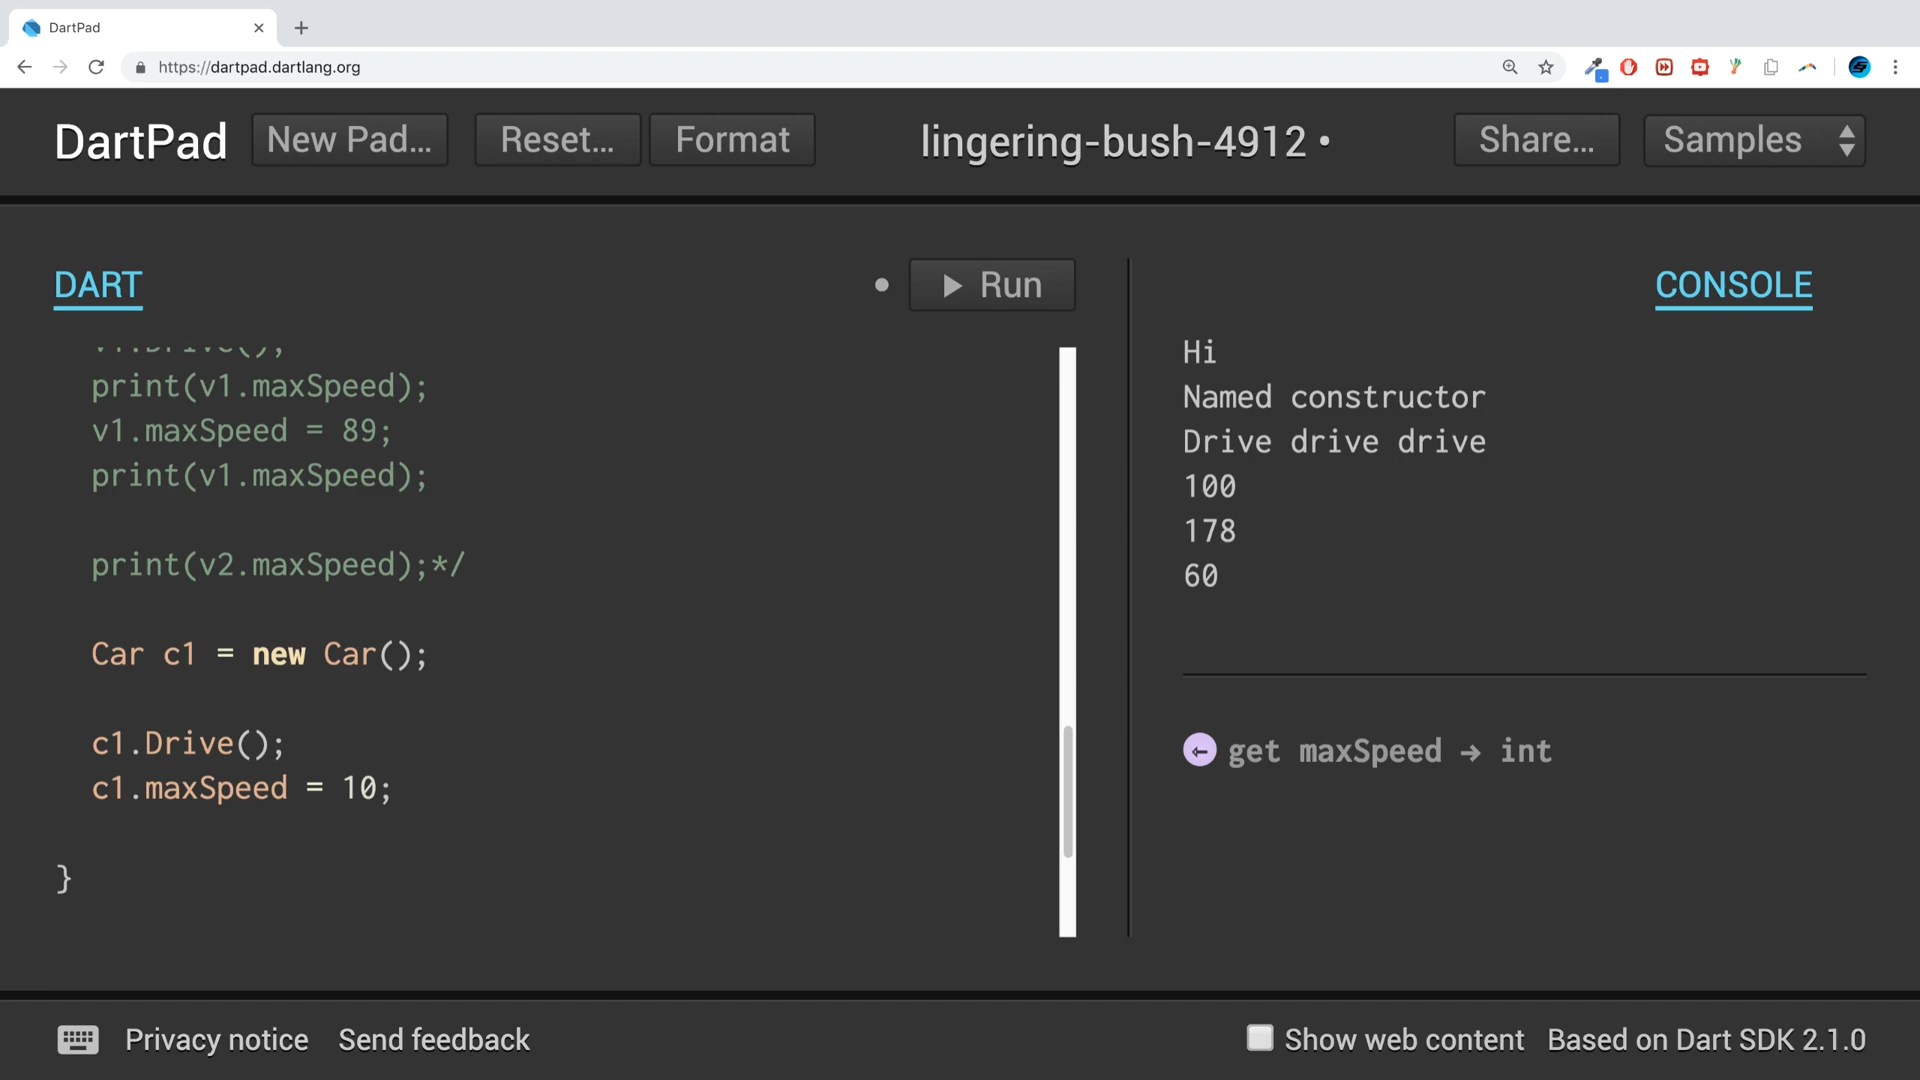 DartPad
https://dartpad.dartlang.org
DartPad
New Pad...
Reset...
Format
lingering-bush-4912 •
Share...
Samples
DART
Run
CONSOLE
v1.Drive();
print(v1.maxSpeed);
v1.maxSpeed = 89;
print(v1.maxSpeed);
print(v2.maxSpeed);*/
Car c1 = new Car();
c1.Drive();
c1.maxSpeed = 10;
}
Hi
Named constructor
Drive drive drive
100
178
60
get maxSpeed → int
Privacy notice
Send feedback
Show web content
Based on Dart SDK 2.1.0